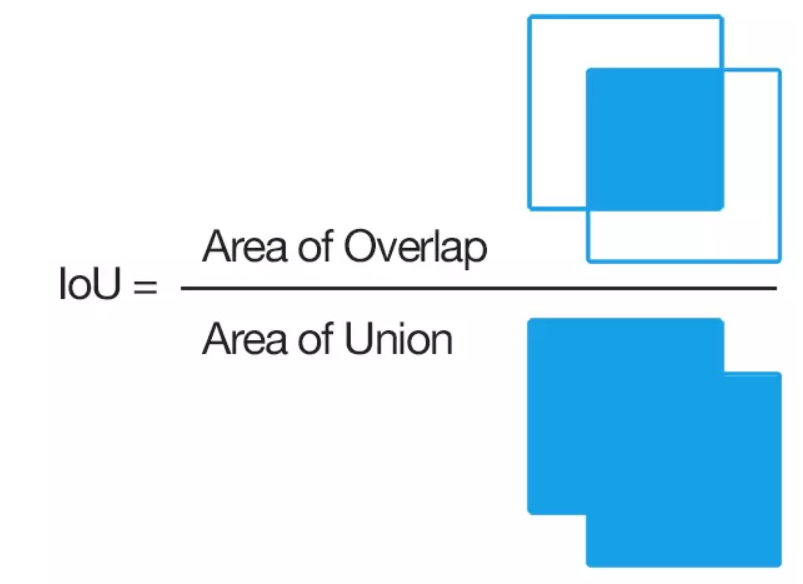 Area of Overlap
IoU =
Area of Union